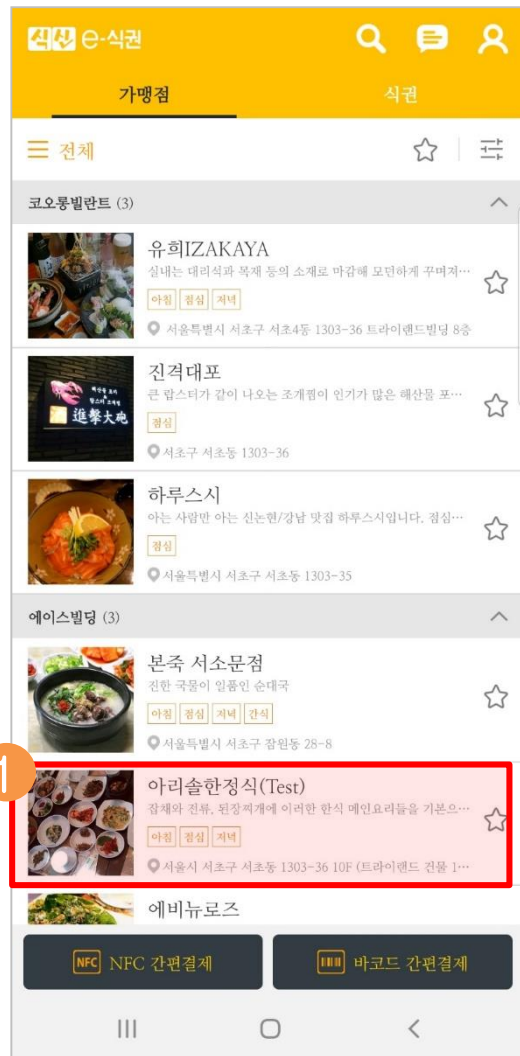 식신 e-식권
가맹점 식권
전체
코오롱빌란트 (3)
유희IZAKAYA
실내는 대리석과 목재 등의 소재로 마감해 모던하게 꾸며져…
아침 점심 저녁
서울특별시 서초구 서초4동 1303-36 트라이랜드빌딩 8층
진격대포
큰 랍스터가 같이 나오는 조개찜이 인기가 많은 해산물 포…
進撃大砲
점심
서초구 서초동 1303-36
하루스시
아는 사람만 아는 신논현/강남 맛집 하루스시입니다. 점심…
점심
서울특별시 서초구 서초동 1303-35
에이스빌딩 (3)
본죽 서소문점
진한 국물이 일품인 순대국
아침 점심 저녁 간식
서울특별시 서초구 잠원동 28-8
1
아리솔한정식(Test)
잡채와 전류, 된장찌개에 이러한 한식 메인요리들을 기본으…
아침 점심 저녁
서울시 서초구 서초동 1303-36 10F (트라이랜드 건물 1…
에비뉴로즈
NFC NFC 간편결제 바코드 간편결제